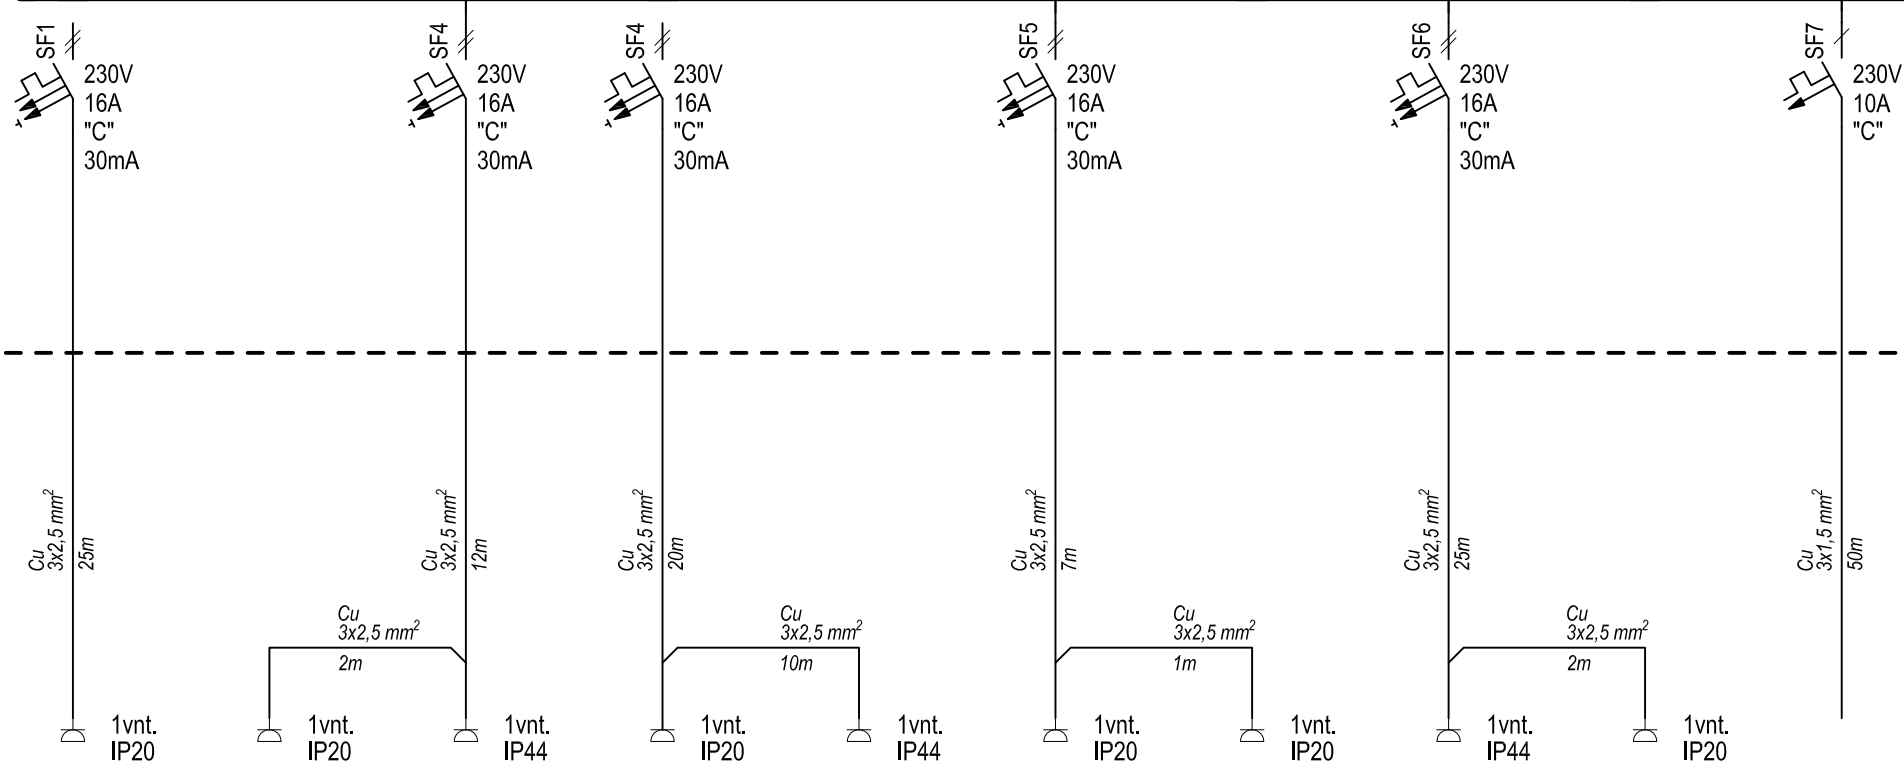 SF1
230V
16A
"C"
30mA
SF4
230V
16A
"C"
30mA
SF4
230V
16A
"C"
30mA
SF5
230V
16A
"C"
30mA
SF6
230V
16A
"C"
30mA
SF7
230V
10A
"C"
Cu
3x2,5 mm²
25m
Cu
3x2,5 mm²
12m
Cu
3x2,5 mm²
20m
Cu
3x2,5 mm²
7m
Cu
3x2,5 mm²
25m
Cu
3x1,5 mm²
50m
Cu
3x2,5 mm²
2m
Cu
3x2,5 mm²
10m
Cu
3x2,5 mm²
1m
Cu
3x2,5 mm²
2m
1vnt.
IP20
1vnt.
IP20
1vnt.
IP44
1vnt.
IP20
1vnt.
IP44
1vnt.
IP20
1vnt.
IP20
1vnt.
IP44
1vnt.
IP20